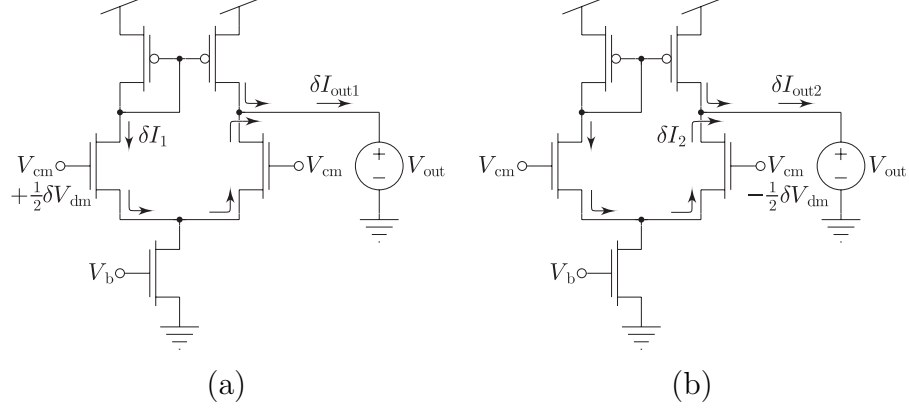 δI_out1
δI_out2
δI_1
δI_2
V_cm
+½δV_dm
V_cm
V_out
V_cm
V_cm
−½δV_dm
V_out
V_b
V_b
(a)
(b)